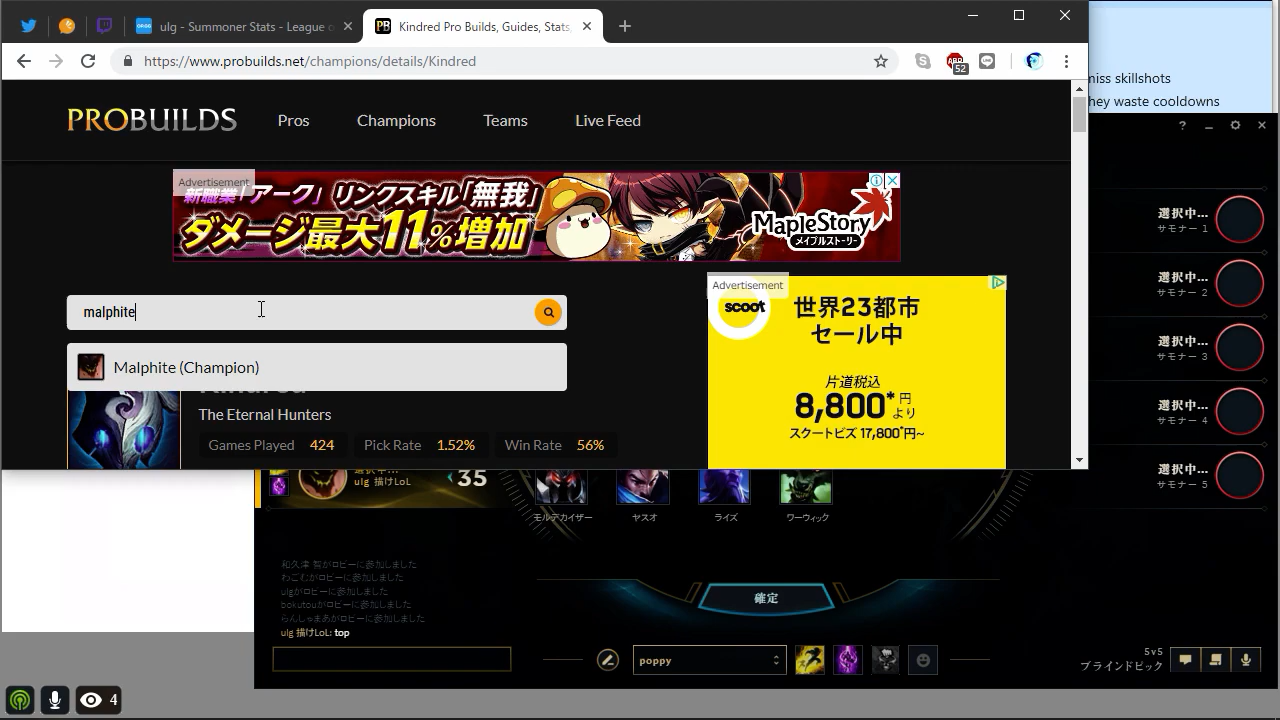 ulg - Summoner Stats - League o
PB
Kindred Pro Builds, Guides, Stats,
https://www.probuilds.net/champions/details/Kindred
ABP
52
miss skillshots
hey waste cooldowns
PROBUILDS
Pros
Champions
Teams
Live Feed
Advertisement
新職業「アーク」 リンクスキル「無我」
ダメージ最大11%増加
MapleStory
メイプルストーリー
malphite
Malphite (Champion)
Kindred
The Eternal Hunters
Games Played 424
Pick Rate 1.52%
Win Rate 56%
Advertisement
scoot
世界23都市
セール中
片道税込
8,800*円より
スクートビズ 17,800*円~
選択中...
サモナー 1
選択中...
サモナー 2
選択中...
サモナー 3
選択中...
サモナー 4
選択中...
サモナー 5
選択中...
ulg 描けLoL
35
モルデカイザー
ヤスオ
ライズ
ワーウィック
和久津 智がロビーに参加しました
わごむがロビーに参加しました
ulgがロビーに参加しました
bokutouがロビーに参加しました
らんしゃまあがロビーに参加しました
ulg 描けLoL: top
確定
poppy
5v5
ブラインドピック
4